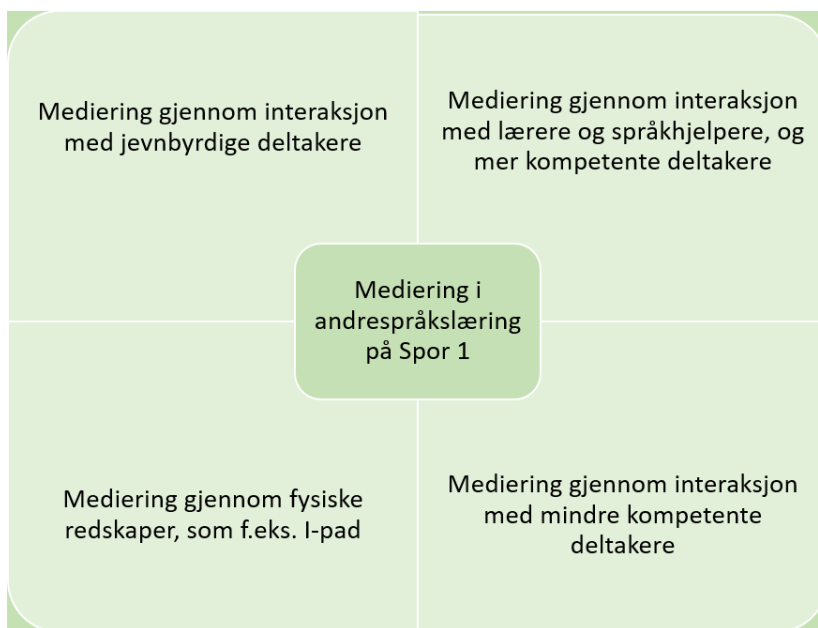 Mediering gjennom interaksjon
med jevnbyrdige deltakere
Mediering gjennom interaksjon
med lærere og språkhjelpere, og
mer kompetente deltakere
Mediering i
andrespråkslæring
på Spor 1
Mediering gjennom fysiske
redskaper, som f.eks. I-pad
Mediering gjennom interaksjon
med mindre kompetente
deltakere